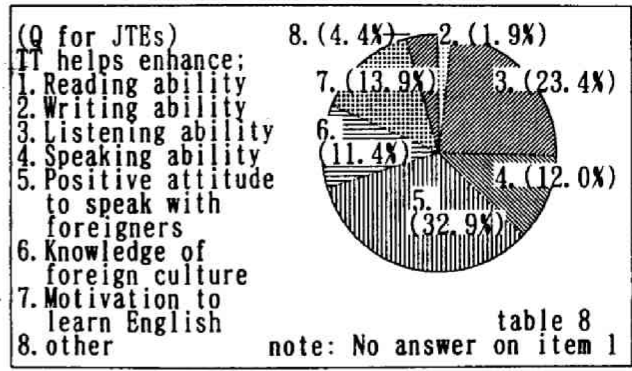 (Q for JTEs)
TT helps enhance;
1. Reading ability
2. Writing ability
3. Listening ability
4. Speaking ability
5. Positive attitude
to speak with
foreigners
6. Knowledge of
foreign culture
7. Motivation to
learn English
8. other
8. (4.4%)
2. (1.9%)
7. (13.9%)
3. (23.4%)
6.
(11.4%)
4. (12.0%)
5.
(32.9%)
table 8
note: No answer on item 1